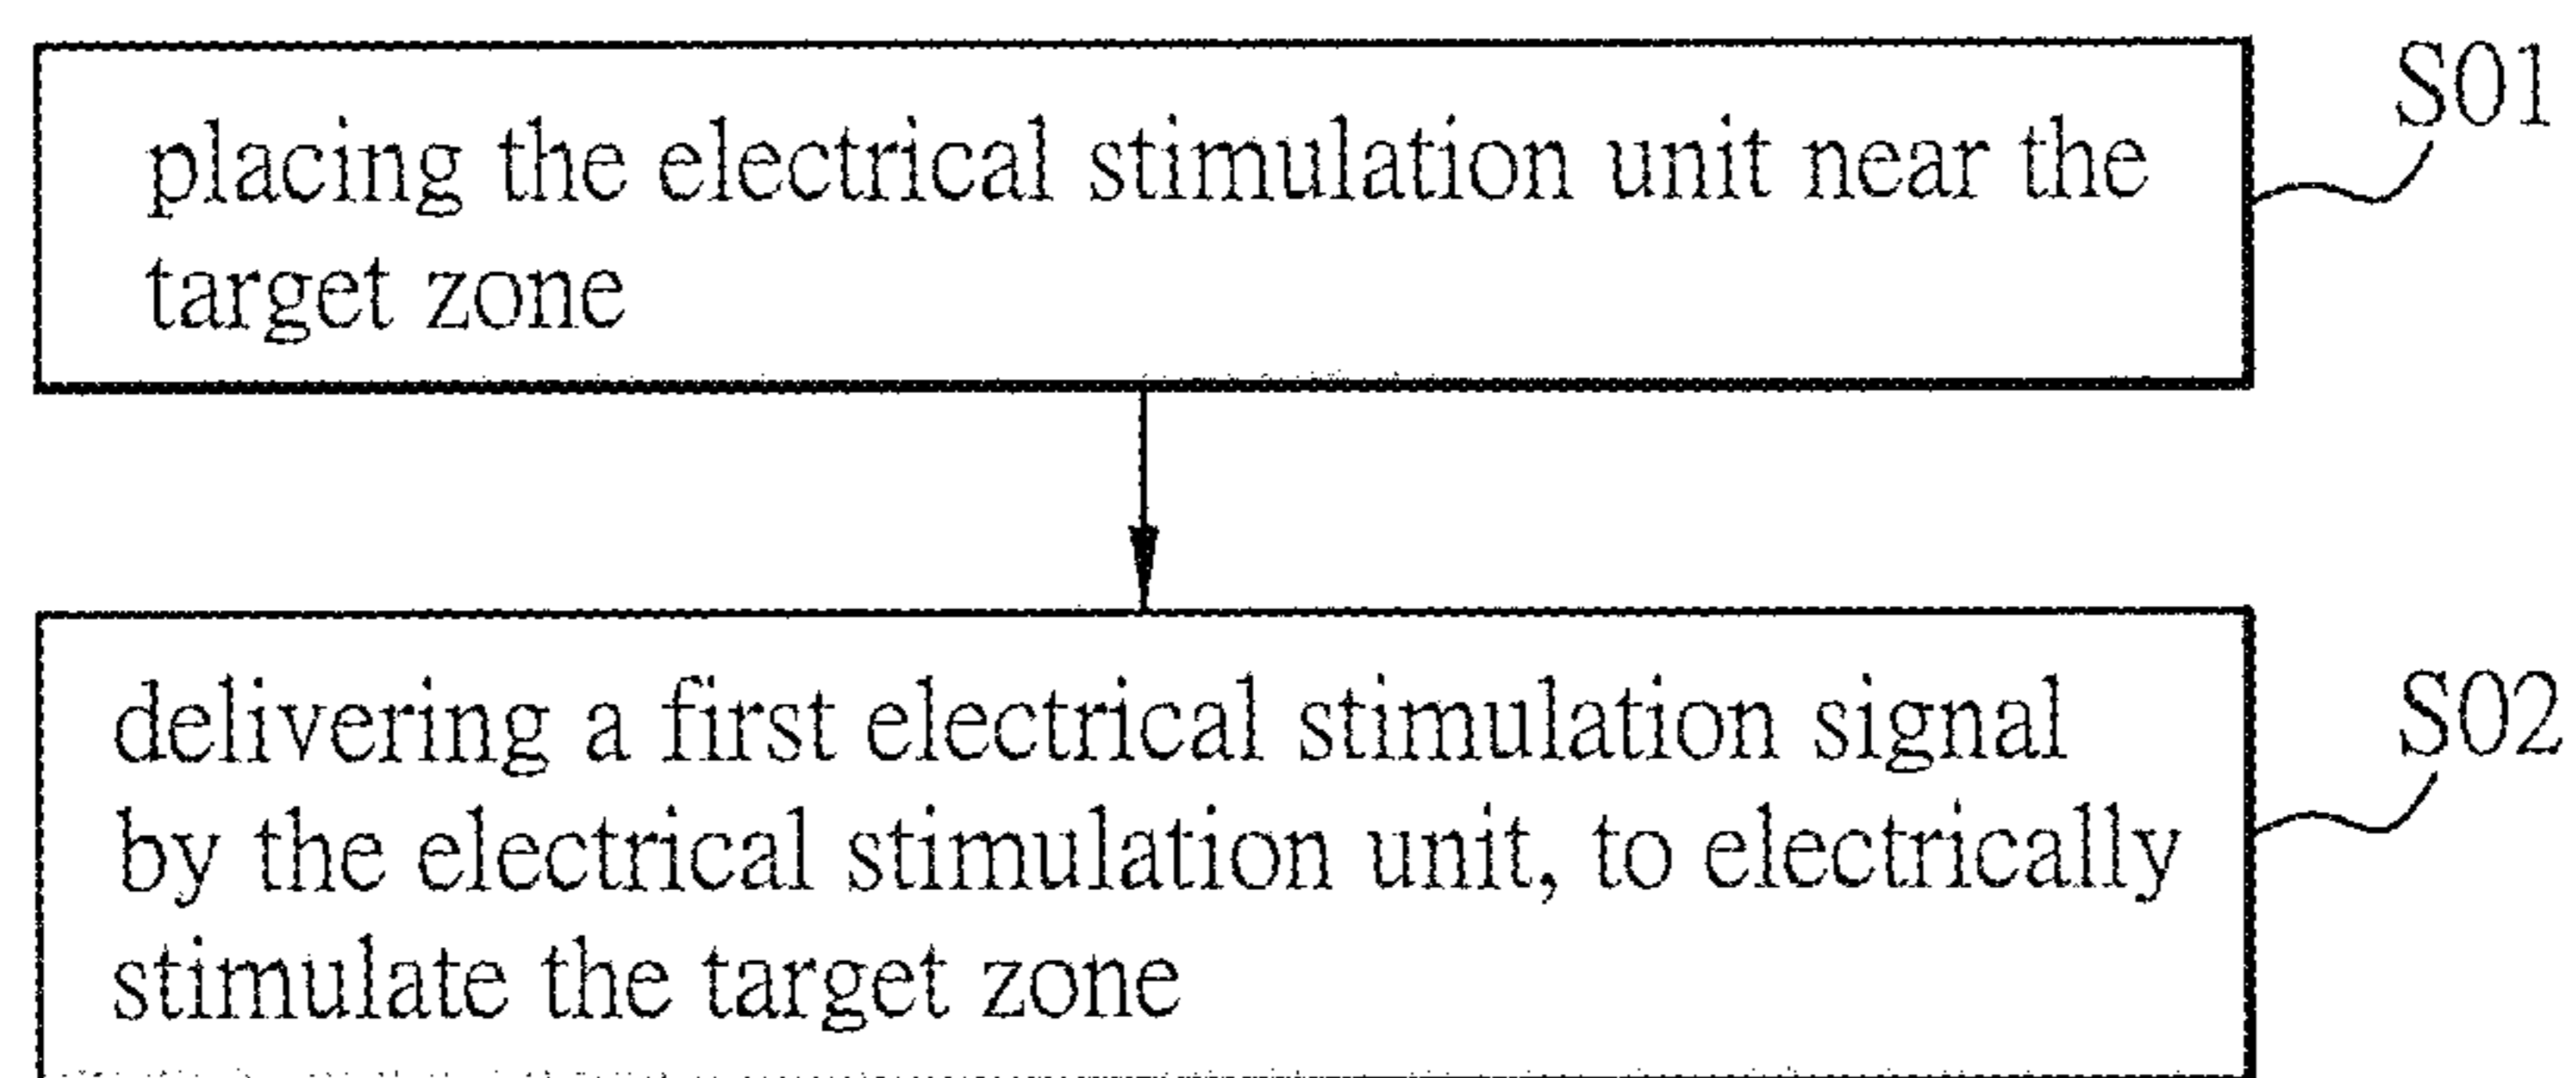 placing the electrical stimulation unit near the
target zone
S01
delivering a first electrical stimulation signal
by the electrical stimulation unit, to electrically
stimulate the target zone
S02